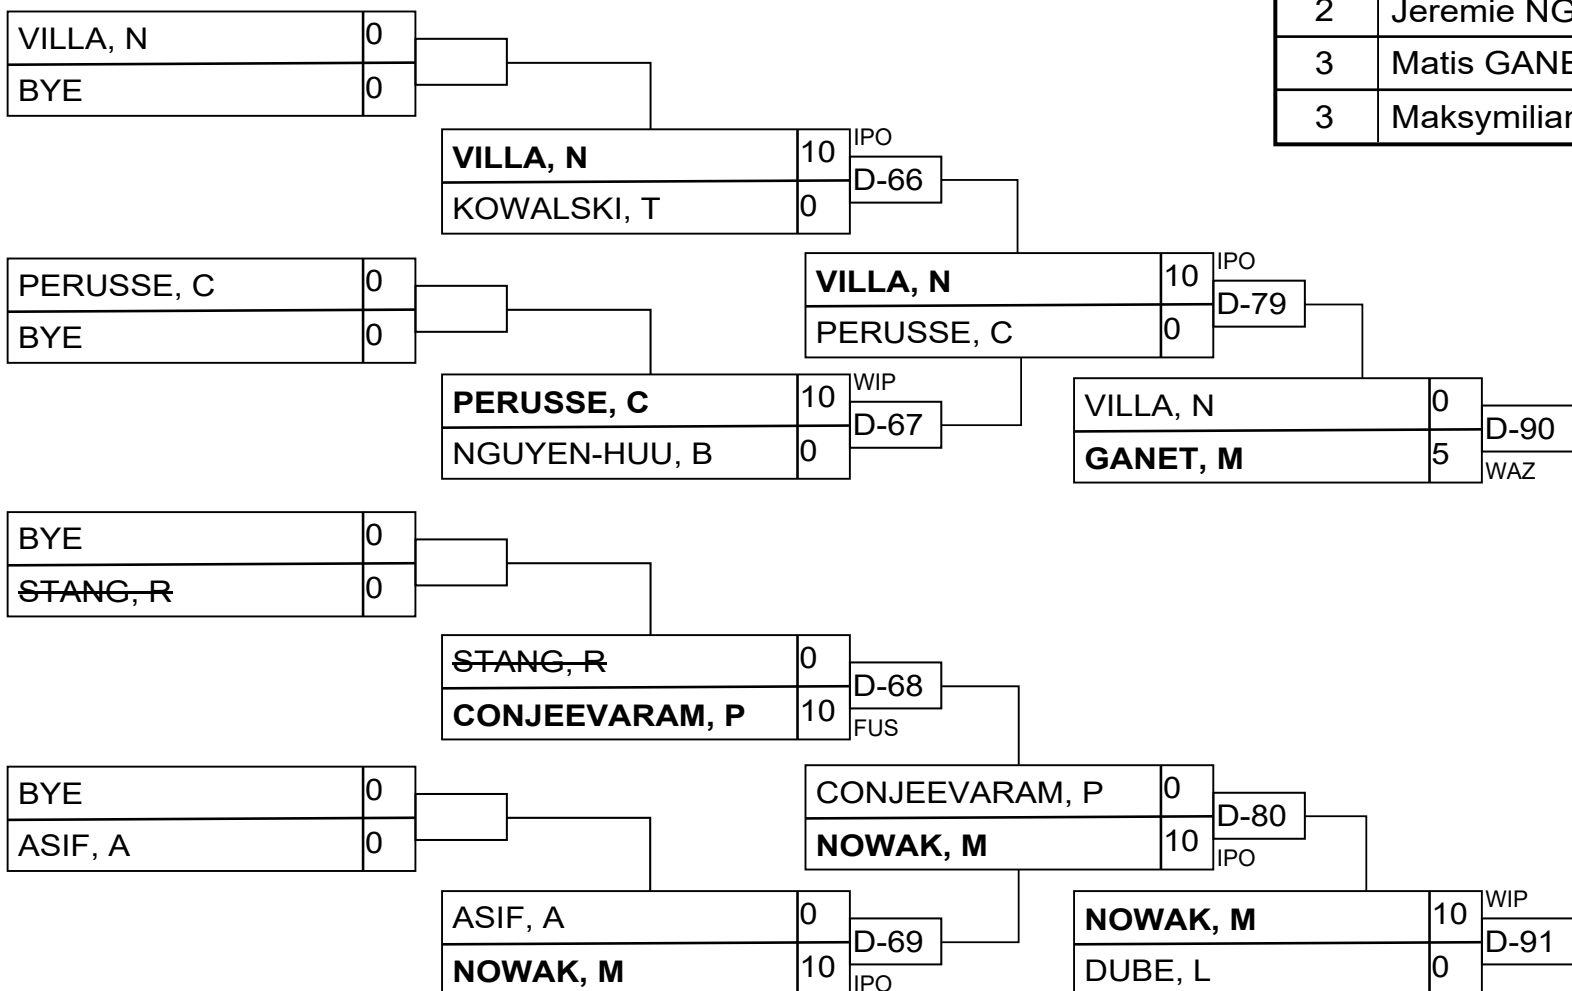 2 Jeremie NG
3 Matis GANE
3 Maksymilian
VILLA, N 0
BYE 0
VILLA, N 10 IPO
D-66
KOWALSKI, T 0
PERUSSE, C 0
BYE 0
VILLA, N 10 IPO
D-79
PERUSSE, C 0
PERUSSE, C 10 WIP
D-67
NGUYEN-HUU, B 0
VILLA, N 0
D-90
GANET, M 5 WAZ
BYE 0
STANG, R 0
STANG, R 0
D-68
CONJEEVARAM, P 10 FUS
BYE 0
ASIF, A 0
CONJEEVARAM, P 0
D-80
NOWAK, M 10 IPO
ASIF, A 0
D-69
NOWAK, M 10 IPO
NOWAK, M 10 WIP
D-91
DUBE, L 0